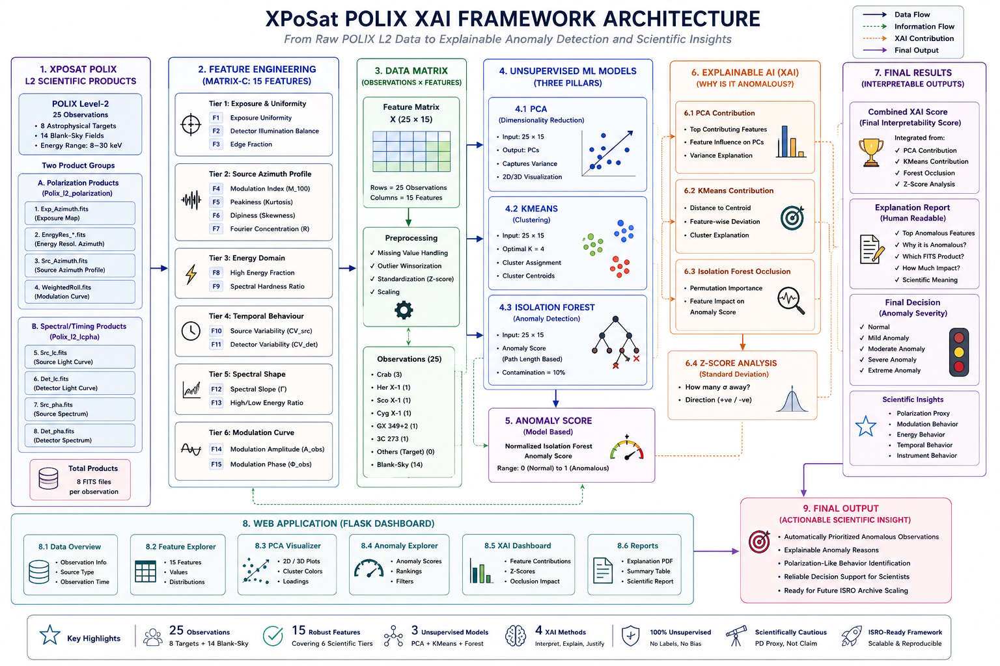 XPoSat POLIX XAI FRAMEWORK ARCHITECTURE
From Raw POLIX L2 Data to Explainable Anomaly Detection and Scientific Insights
Data Flow
Information Flow
XAI Contribution
Final Output
1. XPOSAT POLIX
L2 SCIENTIFIC PRODUCTS
POLIX Level-2
25 Observations
• 8 Astrophysical Targets
• 14 Blank-Sky Fields
• Energy Range: 8–30 keV
Two Product Groups
A. Polarization Products
(Polix_l2_polarization)
1. Exp_Azimuth.fits
(Exposure Map)
2. EnrgyRes_*.fits
(Energy Resol. Azimuth)
3. Src_Azimuth.fits
(Source Azimuth Profile)
4. WeightedRoll.fits
(Modulation Curve)
B. Spectral/Timing Products
(Polix_l2_lcpha)
5. Src_lc.fits
(Source Light Curve)
6. Det_lc.fits
(Detector Light Curve)
7. Src_pha.fits
(Source Spectrum)
8. Det_pha.fits
(Detector Spectrum)
Total Products
8 FITS files
per observation
2. FEATURE ENGINEERING
(MATRIX-C: 15 FEATURES)
Tier 1: Exposure & Uniformity
F1 Exposure Uniformity
F2 Detector Illumination Balance
F3 Edge Fraction
Tier 2: Source Azimuth Profile
F4 Modulation Index (M_100)
F5 Peakiness (Kurtosis)
F6 Dipiness (Skewness)
F7 Fourier Concentration (R)
Tier 3: Energy Domain
F8 High Energy Fraction
F9 Spectral Hardness Ratio
Tier 4: Temporal Behaviour
F10 Source Variability (CV_src)
F11 Detector Variability (CV_det)
Tier 5: Spectral Shape
F12 Spectral Slope (Γ)
F13 High/Low Energy Ratio
Tier 6: Modulation Curve
F14 Modulation Amplitude (A_obs)
F15 Modulation Phase (Φ_obs)
3. DATA MATRIX
(OBSERVATIONS × FEATURES)
Feature Matrix
X (25 × 15)
Rows = 25 Observations
Columns = 15 Features
Preprocessing
✓ Missing Value Handling
✓ Outlier Winsorization
✓ Standardization (Z-score)
✓ Scaling
Observations (25)
• Crab (3)
• Her X-1 (1)
• Sco X-1 (1)
• Cyg X-1 (1)
• GX 349+2 (1)
• 3C 273 (1)
• Others (Target) (0)
• Blank-Sky (14)
4. UNSUPERVISED ML MODELS
(THREE PILLARS)
4.1 PCA
(Dimensionality Reduction)
• Input: 25 × 15
• Output: PCs
• Captures Variance
• 2D/3D Visualization
4.2 KMEANS
(Clustering)
• Input: 25 × 15
• Optimal K = 4
• Cluster Assignment
• Cluster Centroids
4.3 ISOLATION FOREST
(Anomaly Detection)
• Input: 25 × 15
• Anomaly Score
(Path Length Based)
• Contamination = 10%
5. ANOMALY SCORE
(Model Based)
Normalized Isolation Forest
Anomaly Score
Range: 0 (Normal) to 1 (Anomalous)
6. EXPLAINABLE AI (XAI)
(WHY IS IT ANOMALOUS?)
6.1 PCA Contribution
• Top Contributing Features
• Feature Influence on PCs
• Variance Explanation
6.2 KMeans Contribution
• Distance to Centroid
• Feature-wise Deviation
• Cluster Explanation
6.3 Isolation Forest Occlusion
• Permutation Importance
• Feature Impact on
Anomaly Score
6.4 Z-SCORE ANALYSIS
(Standard Deviation)
• How many σ away?
• Direction (+ve / -ve)
7. FINAL RESULTS
(INTERPRETABLE OUTPUTS)
Combined XAI Score
(Final Interpretability Score)
Integrated from:
✓ PCA Contribution
✓ KMeans Contribution
✓ Forest Occlusion
✓ Z-Score Analysis
Explanation Report
(Human Readable)
✓ Top Anomalous Features
✓ Why it is Anomalous?
✓ Which FITS Product?
✓ How Much Impact?
✓ Scientific Meaning
Final Decision
(Anomaly Severity)
✓ Normal
✓ Mild Anomaly
✓ Moderate Anomaly
✓ Severe Anomaly
✓ Extreme Anomaly
Scientific Insights
• Polarization Proxy
• Modulation Behavior
• Energy Behavior
• Temporal Behavior
• Instrument Behavior
8. WEB APPLICATION (FLASK DASHBOARD)
8.1 Data Overview
• Observation Info
• Source Type
• Observation Time
8.2 Feature Explorer
• 15 Features
• Values
• Distributions
8.3 PCA Visualizer
• 2D / 3D Plots
• Cluster Colors
• Loadings
8.4 Anomaly Explorer
• Anomaly Scores
• Rankings
• Filters
8.5 XAI Dashboard
• Feature Contributions
• Z-Scores
• Occlusion Impact
8.6 Reports
• Explanation PDF
• Summary Table
• Scientific Report
9. FINAL OUTPUT
(ACTIONABLE SCIENTIFIC INSIGHT)
• Automatically Prioritized Anomalous Observations
• Explainable Anomaly Reasons
• Polarization-Like Behavior Identification
• Reliable Decision Support for Scientists
• Ready for Future ISRO Archive Scaling
Key Highlights
25 Observations
8 Targets + 14 Blank-Sky
15 Robust Features
Covering 6 Scientific Tiers
3 Unsupervised Models
PCA + KMeans + Forest
4 XAI Methods
Interpret, Explain, Justify
100% Unsupervised
No Labels, No Bias
Scientifically Cautious
PD Proxy, Not Claim
ISRO-Ready Framework
Scalable & Reproducible